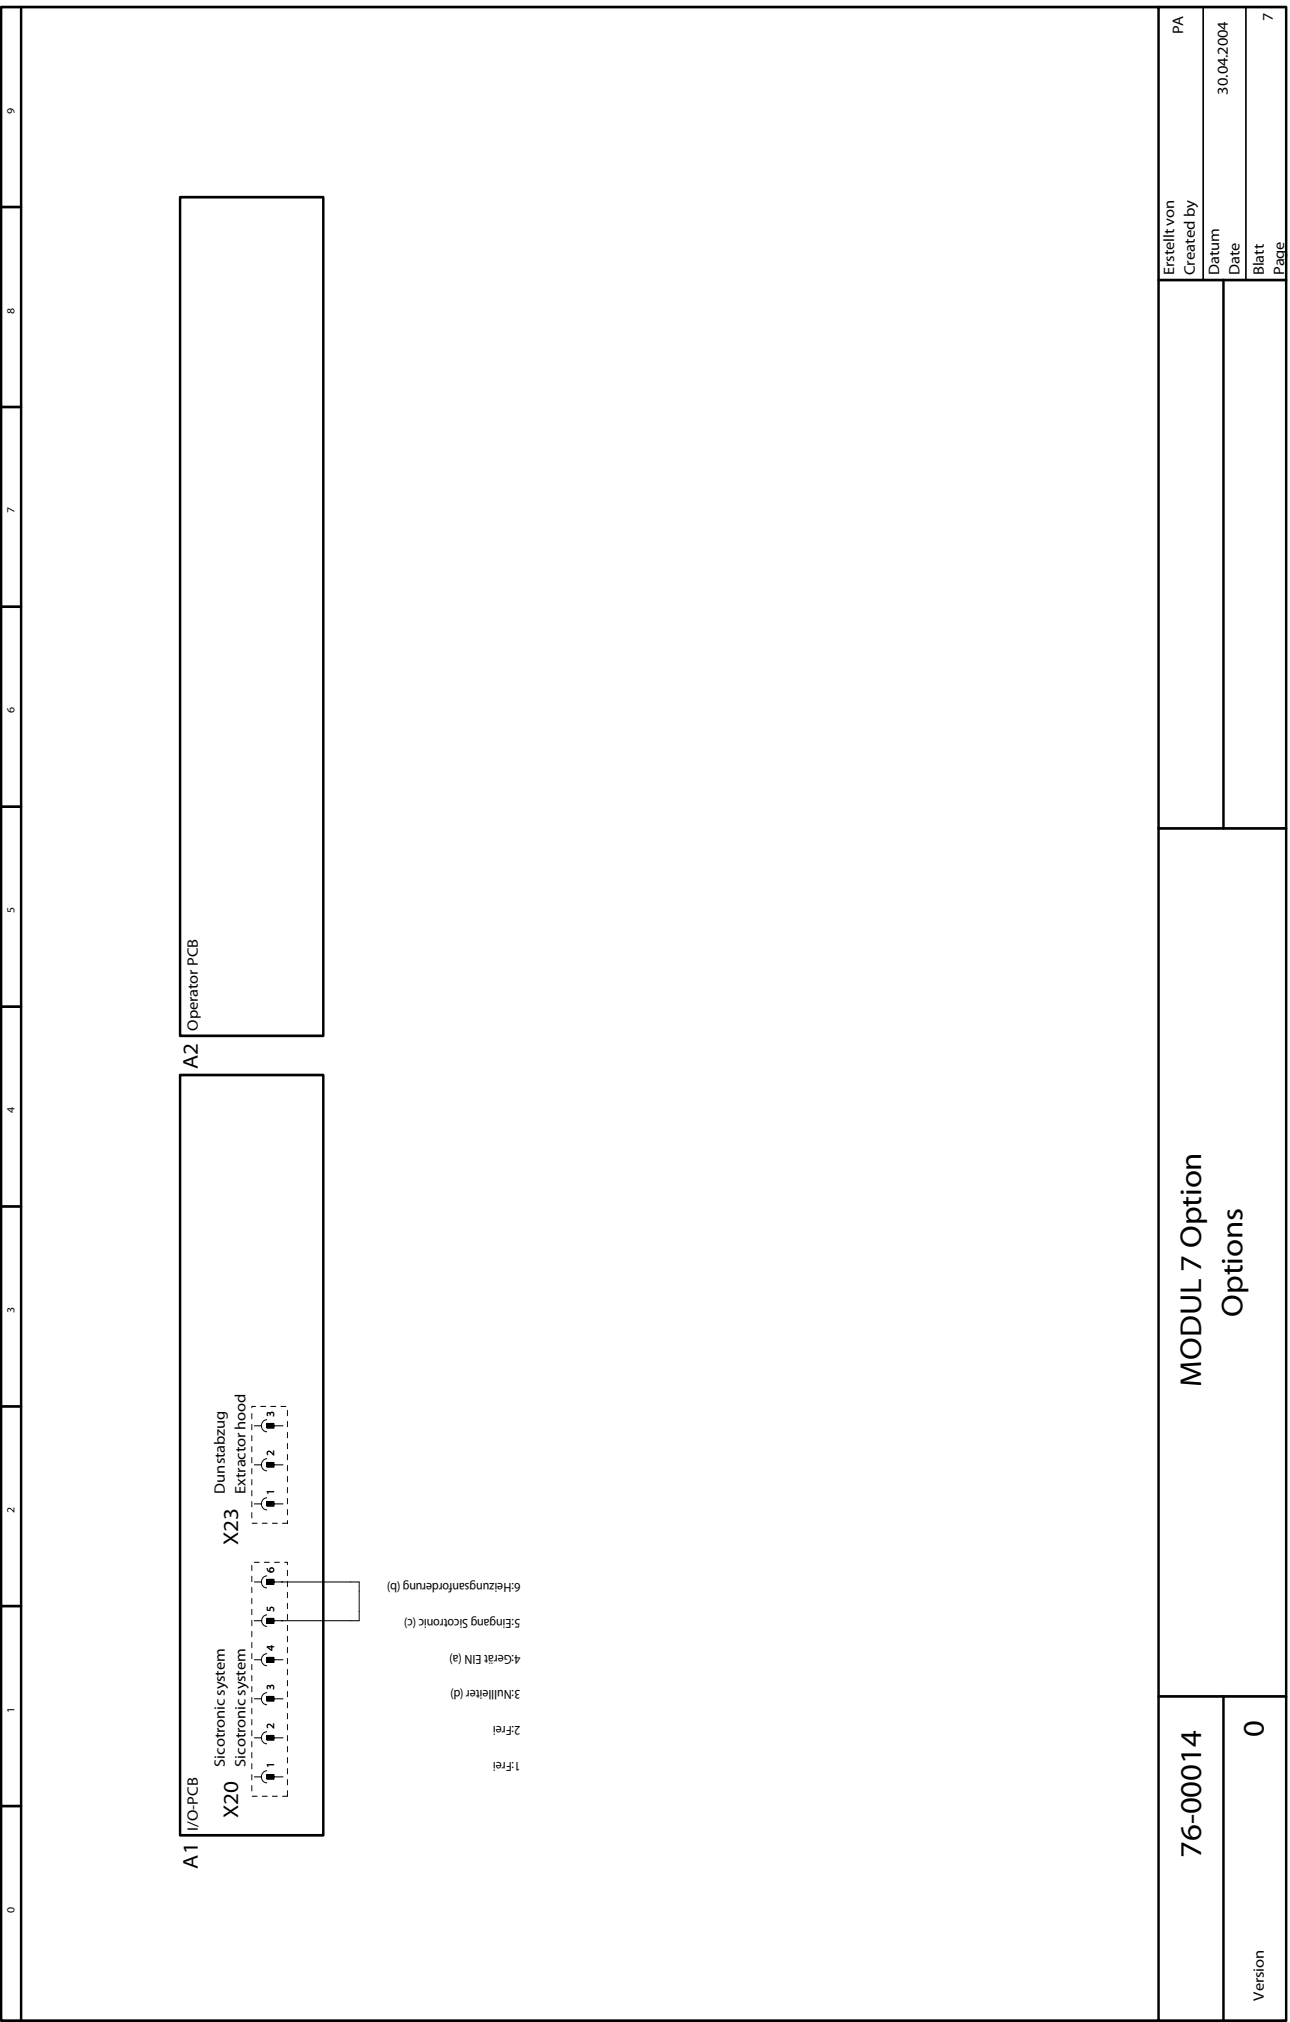 0 1 2 3 4 5 6 7 8 9
A1
I/O-PCB
X20
Sicotronic system
Sicotronic system
1 2 3 4 5 6
X23
Dunstabzug
Extractor hood
1 2 3
A2
Operator PCB
1:Frei
2:Frei
3:Nullleiter (d)
4:Gerät EIN (a)
5:Eingang Sicotronic (c)
6:Heizungsanforderung (b)
76-00014
Version 0
MODUL 7 Option
Options
Erstellt von
Created by
PA
Datum
Date
30.04.2004
Blatt
Page
7